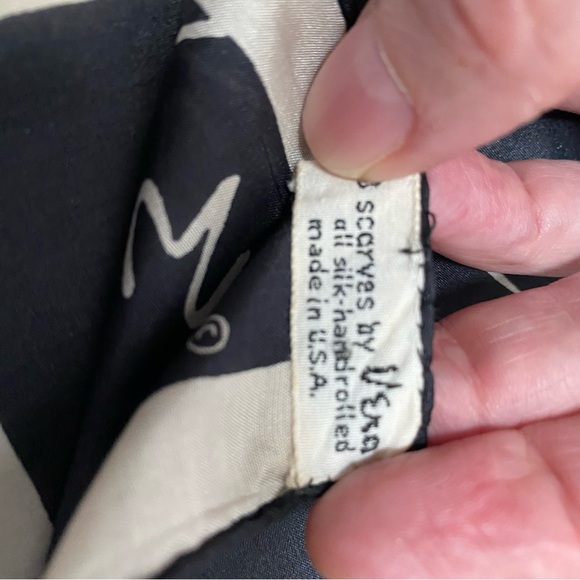 M
©
scarves by Vera
all silk-handrolled
made in U.S.A.